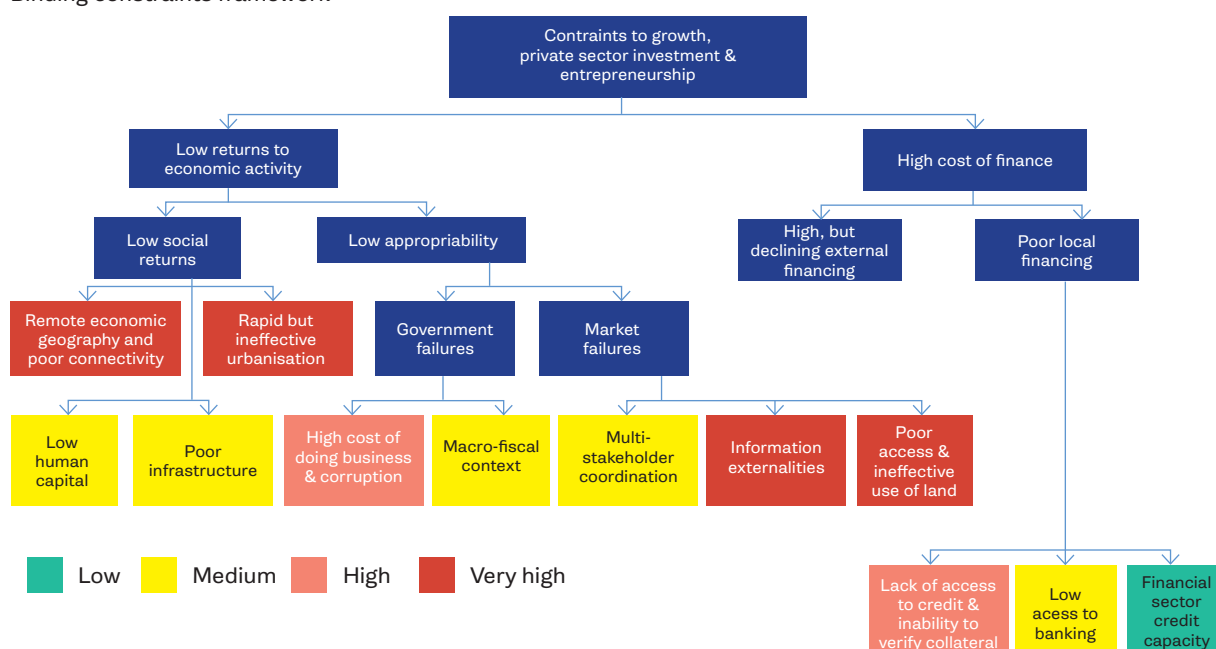 Binding constraints framework
Contraints to growth,
private sector investment &
entrepreneurship
Low returns to
economic activity
High cost of finance
Low social
returns
Low appropriability
High, but
declining external
financing
Poor local
financing
Remote economic
geography and
poor connectivity
Rapid but
ineffective
urbanisation
Government
failures
Market
failures
Low
human
capital
Poor
infrastructure
High cost of
doing business
& corruption
Macro-fiscal
context
Multi-
stakeholder
coordination
Information
externalities
Poor
access &
ineffective
use of land
Low
Medium
High
Very high
Lack of access
to credit &
inability to
verify collateral
Low
acess to
banking
Financial
sector
credit
capacity